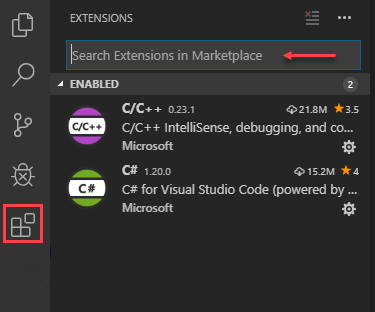 EXTENSIONS
Search Extensions in Marketplace
ENABLED 2
C/C++ 0.23.1 21.8M 3.5
C/C++
C/C++ IntelliSense, debugging, and co...
Microsoft
C# 1.20.0 15.2M 4
C#
C# for Visual Studio Code (powered by ...
Microsoft